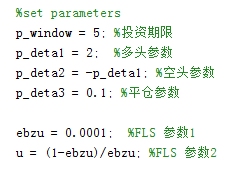 %set parameters
p_window = 5; %投资期限
p_deta1 = 2;  %多头参数
p_deta2 = -p_deta1; %空头参数
p_deta3 = 0.1; %平仓参数
ebzu = 0.0001;  %FLS 参数1
u = (1-ebzu)/ebzu; %FLS 参数2